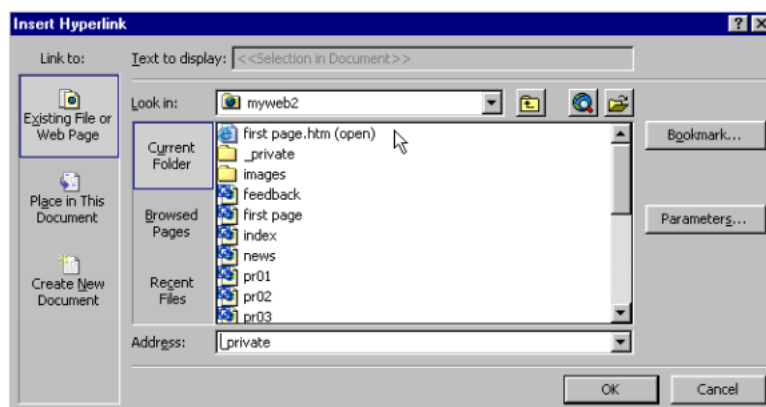 Insert Hyperlink
Link to:
Text to display: <<Selection in Document>>
Existing File or
Web Page
Place in This
Document
Create New
Document
Look in: myweb2
Current
Folder
Browsed
Pages
Recent
Files
first page.htm (open)
_private
images
feedback
first page
index
news
pr01
pr02
pr03
Bookmark...
Parameters...
Address: _private
OK Cancel